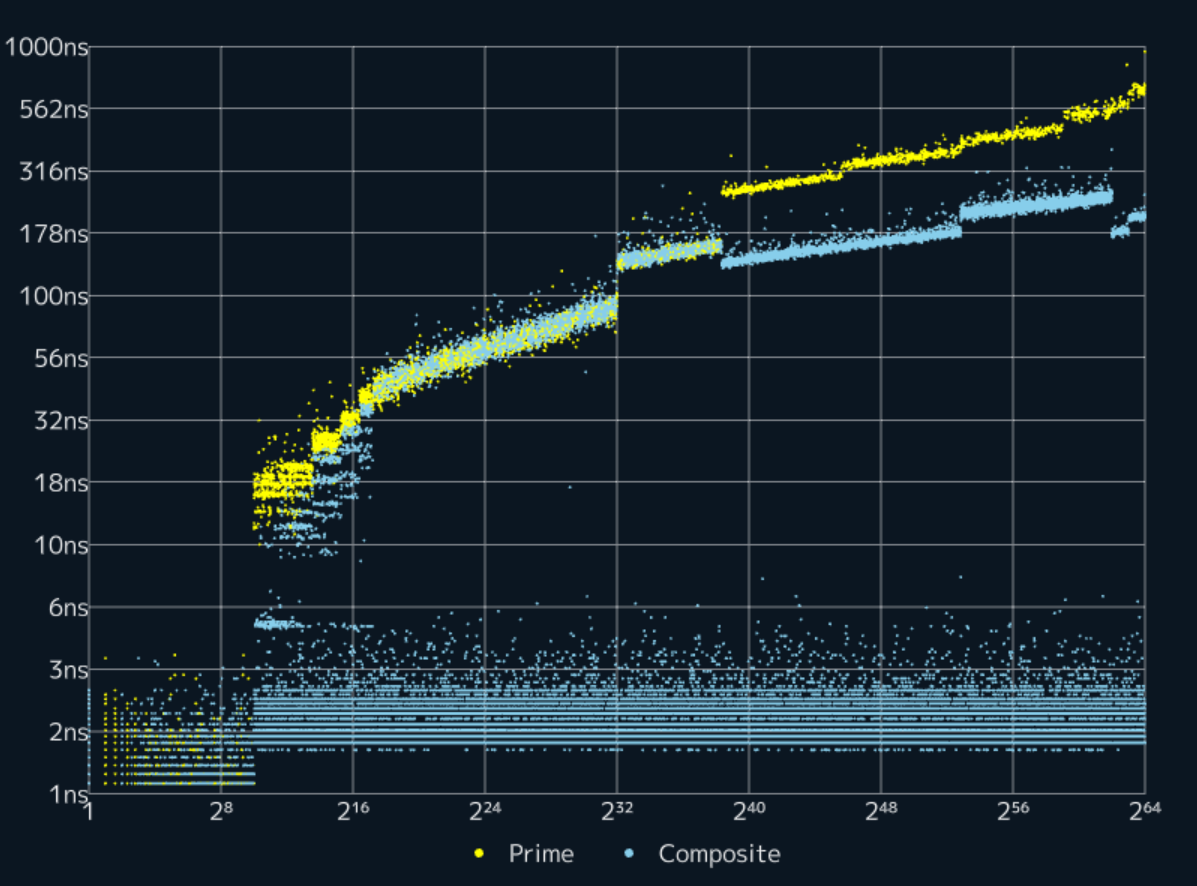 1000ns
562ns
316ns
178ns
100ns
56ns
32ns
18ns
10ns
6ns
3ns
2ns
1ns
1 2⁸ 2¹⁶ 2²⁴ 2³² 2⁴⁰ 2⁴⁸ 2⁵⁶ 2⁶⁴
Prime Composite